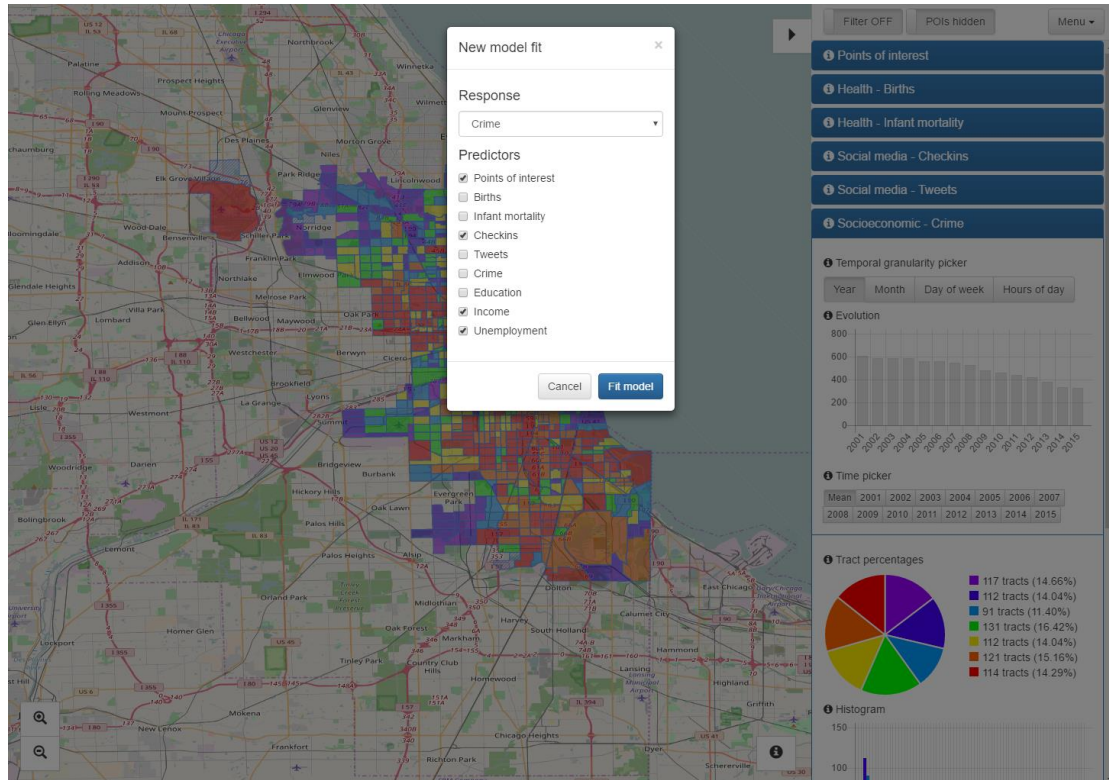 New model fit
×
Response
Crime
Predictors
Points of interest
Births
Infant mortality
Checkins
Tweets
Crime
Education
Income
Unemployment
Cancel
Fit model
Filter OFF
POIs hidden
Menu
Points of interest
Health - Births
Health - Infant mortality
Social media - Checkins
Social media - Tweets
Socioeconomic - Crime
Temporal granularity picker
Year Month Day of week Hours of day
Evolution
800
600
400
200
0
2001 2002 2003 2004 2005 2006 2007 2008 2009 2010 2011 2012 2013 2014 2015
Time picker
Mean 2001 2002 2003 2004 2005 2006 2007
2008 2009 2010 2011 2012 2013 2014 2015
Tract percentages
117 tracts (14.66%)
112 tracts (14.04%)
91 tracts (11.40%)
131 tracts (16.42%)
112 tracts (14.04%)
121 tracts (15.16%)
114 tracts (14.29%)
Histogram
150
100
Northbrook
Palatine
Winnetka
Prospect Heights
Rolling Meadows
Glenview
Mount Prospect
Des Plaines
Morton Grove
Niles
Elk Grove Village
Park Ridge
Lincolnwood
Norridge
Wood Dale
Bensenville
Schiller Park
Franklin Park
Addison
Northlake
Elmwood Park
Glendale Heights
Melrose Park
Villa Park
Glen Ellyn
Lombard
Bellwood
Maywood
Oak Park
Westchester
Berwyn
Cicero
Brookfield
La Grange
Lyons
Lisle
Westmont
Summit
Woodridge
Darien
Bridgeview
Burbank
Hickory Hills
Evergreen Park
Oak Lawn
Bolingbrook
Palos Hills
Lemont
Palos Heights
Alsip
Dolton
East Chicago
Orland Park
Midlothian
Calumet City
Harvey
Oak Forest
Markham
South Holland
Homer Glen
Lockport
Hammond
Tinley Park
Country Club Hills
Lansing
Homewood
Highland
Griffith
Mokena
New Lenox
Chicago Heights
Frankfort
Dyer
Schererville
Richton Park